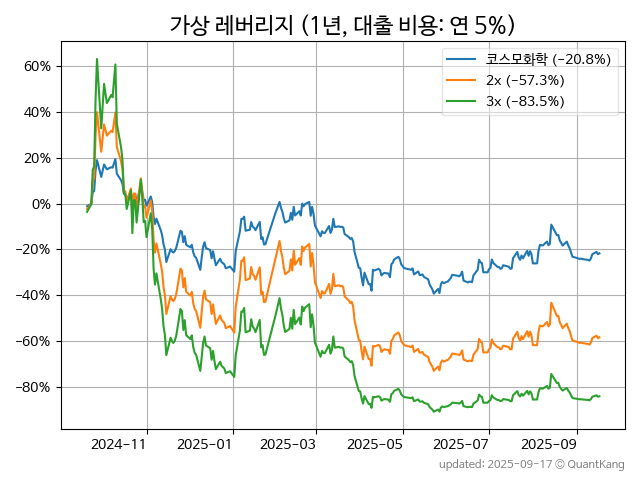 가상 레버리지 (1년, 대출 비용: 연 5%)
코스모화학 (-20.8%)
2x (-57.3%)
3x (-83.5%)
60%
40%
20%
0%
-20%
-40%
-60%
-80%
2024-11
2025-01
2025-03
2025-05
2025-07
2025-09
updated: 2025-09-17 © QuantKang